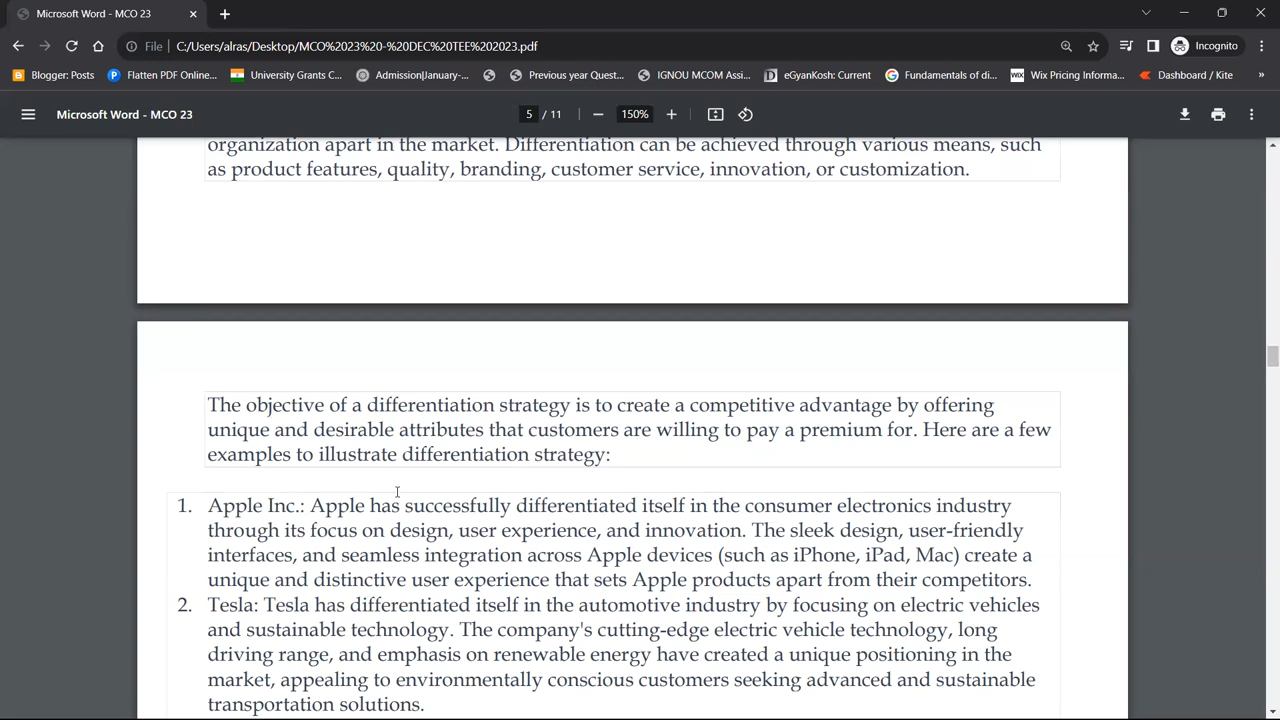 Microsoft Word - MCO 23
File
C:/Users/alras/Desktop/MCO%2023%20-%20DEC%20TEE%202023.pdf
Incognito
Blogger: Posts
Flatten PDF Online...
University Grants C...
Admission|January-...
Previous year Quest...
IGNOU MCOM Assi...
eGyanKosh: Current
Fundamentals of di...
WIX
Wix Pricing Informa...
Dashboard / Kite
»
Microsoft Word - MCO 23
5 / 11
150%
organization apart in the market. Differentiation can be achieved through various means, such
as product features, quality, branding, customer service, innovation, or customization.
The objective of a differentiation strategy is to create a competitive advantage by offering
unique and desirable attributes that customers are willing to pay a premium for. Here are a few
examples to illustrate differentiation strategy:
1. Apple Inc.: Apple has successfully differentiated itself in the consumer electronics industry
through its focus on design, user experience, and innovation. The sleek design, user-friendly
interfaces, and seamless integration across Apple devices (such as iPhone, iPad, Mac) create a
unique and distinctive user experience that sets Apple products apart from their competitors.
2. Tesla: Tesla has differentiated itself in the automotive industry by focusing on electric vehicles
and sustainable technology. The company's cutting-edge electric vehicle technology, long
driving range, and emphasis on renewable energy have created a unique positioning in the
market, appealing to environmentally conscious customers seeking advanced and sustainable
transportation solutions.